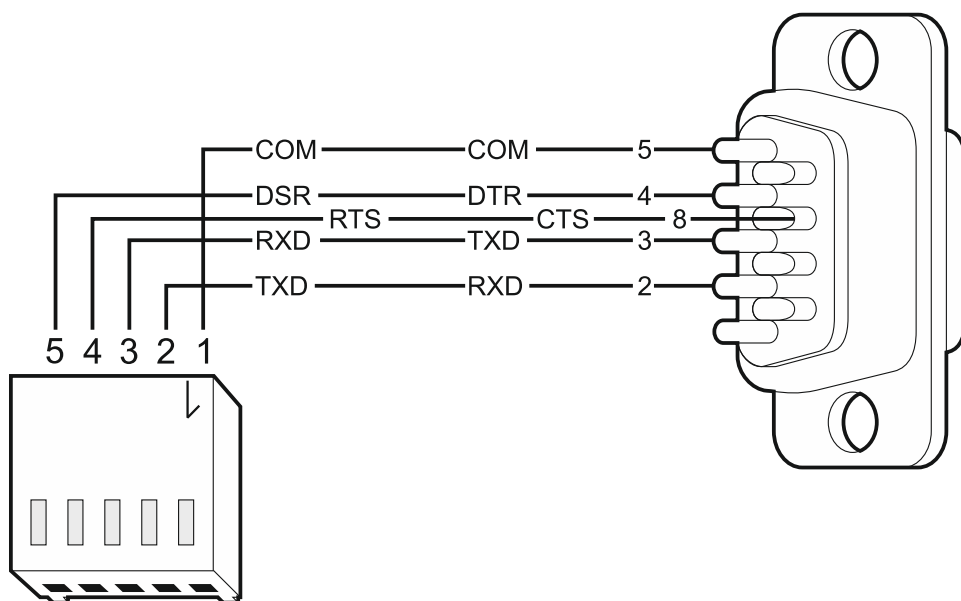 COM COM 5
DSR DTR 4
RTS CTS 8
RXD TXD 3
TXD RXD 2
5 4 3 2 1